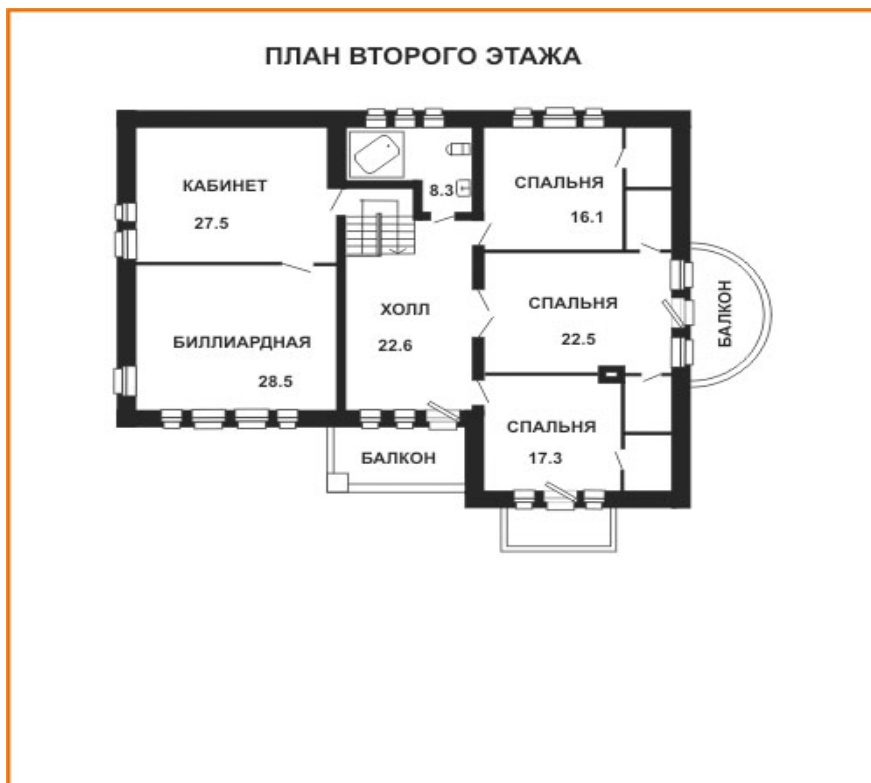 ПЛАН ВТОРОГО ЭТАЖА
КАБИНЕТ
27.5
8.3
СПАЛЬНЯ
16.1
БИЛЛИАРДНАЯ
28.5
ХОЛЛ
22.6
СПАЛЬНЯ
22.5
БАЛКОН
СПАЛЬНЯ
17.3
БАЛКОН